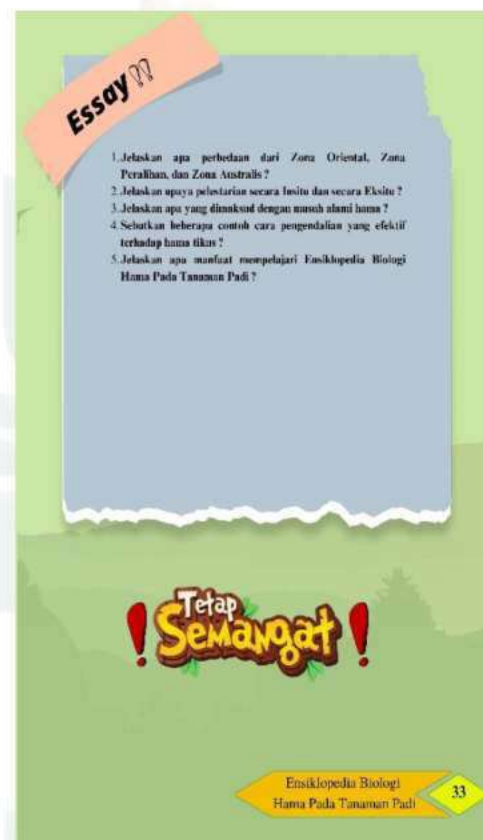 Essay??
1. Jelaskan apa perbedaan dari Zona Oriental, Zona
Peralihan, dan Zona Australis ?
2. Jelaskan upaya pelestarian secara Insitu dan secara Eksitu ?
3. Jelaskan apa yang dimaksud dengan musuh alami hama ?
4. Sebutkan beberapa contoh cara pengendalian yang efektif
terhadap hama tikus ?
5. Jelaskan apa manfaat mempelajari Ensiklopedia Biologi
Hama Pada Tanaman Padi ?
! Tetap
Semangat !
Ensiklopedia Biologi
Hama Pada Tanaman Padi
33